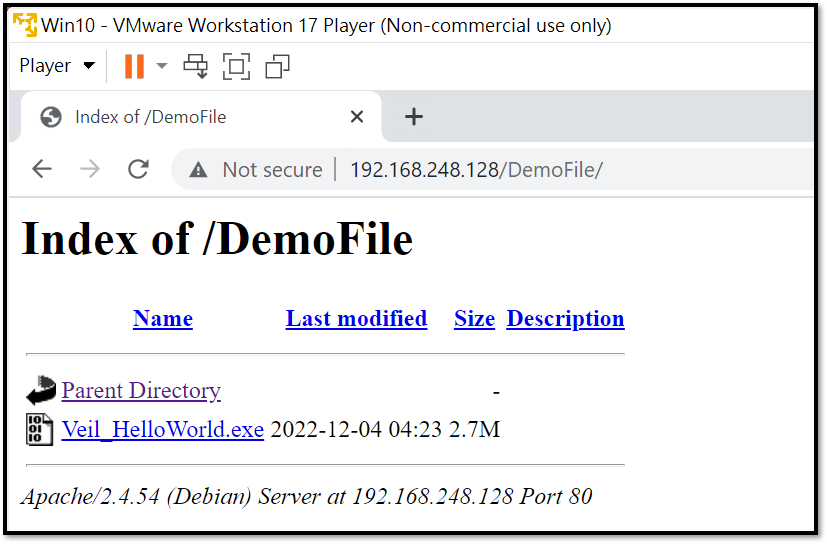 Win10 - VMware Workstation 17 Player (Non-commercial use only)
Player
Index of /DemoFile
Not secure | 192.168.248.128/DemoFile/
Index of /DemoFile
Name Last modified Size Description
Parent Directory -
Veil_HelloWorld.exe 2022-12-04 04:23 2.7M
Apache/2.4.54 (Debian) Server at 192.168.248.128 Port 80